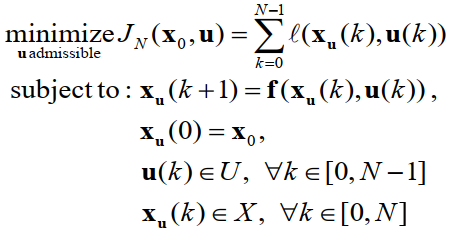 minimize J_N(x_0, u) = ∑_{k=0}^{N−1} ℓ(x_u(k), u(k))
u admissible
subject to : x_u(k+1) = f(x_u(k), u(k)) ,
x_u(0) = x_0,
u(k) ∈ U, ∀k ∈ [0, N −1]
x_u(k) ∈ X, ∀k ∈ [0, N]